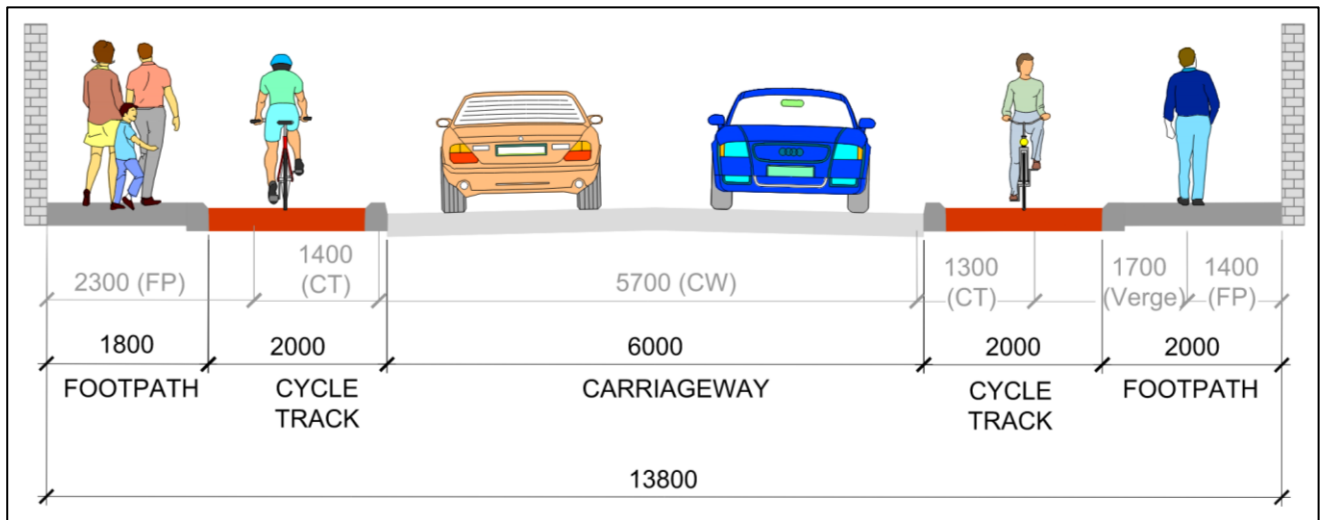 2300 (FP)
1400
(CT)
5700 (CW)
1300
(CT)
1700
(Verge)
1400
(FP)
1800
2000
6000
2000
2000
FOOTPATH
CYCLE
TRACK
CARRIAGEWAY
CYCLE
TRACK
FOOTPATH
13800